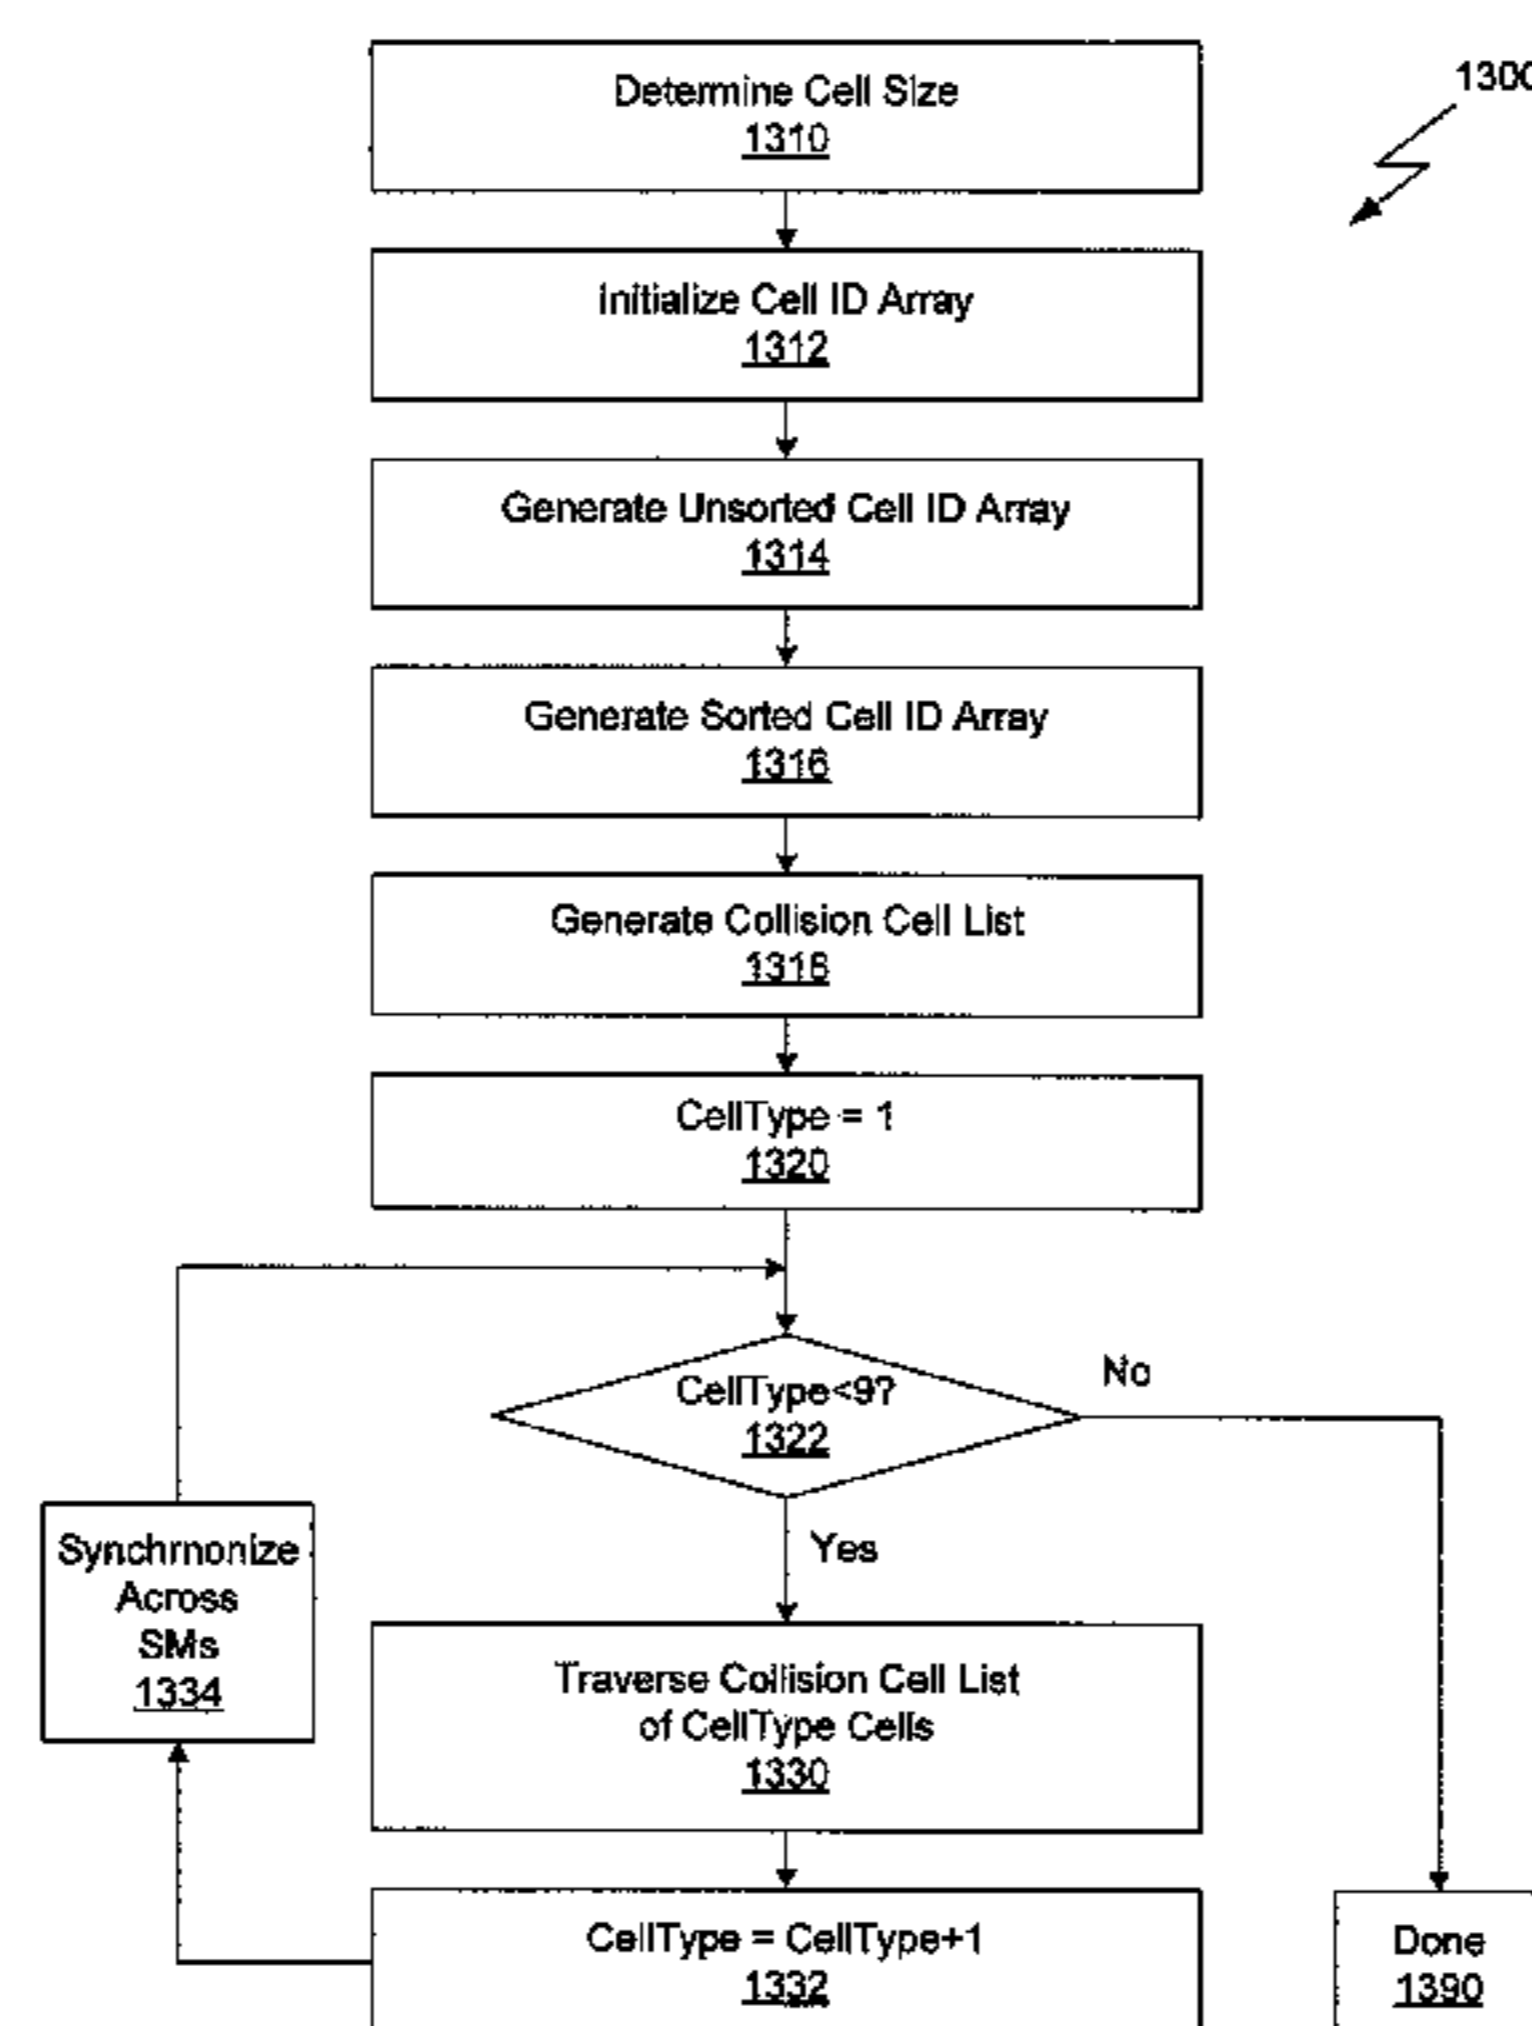 1300
Determine Cell Size
1310
Initialize Cell ID Array
1312
Generate Unsorted Cell ID Array
1314
Generate Sorted Cell ID Array
1316
Generate Collision Cell List
1318
CellType = 1
1320
CellType<9?
1322
No
Yes
Synchrnonize
Across
SMs
1334
Traverse Collision Cell List
of CellType Cells
1330
CellType = CellType+1
1332
Done
1390